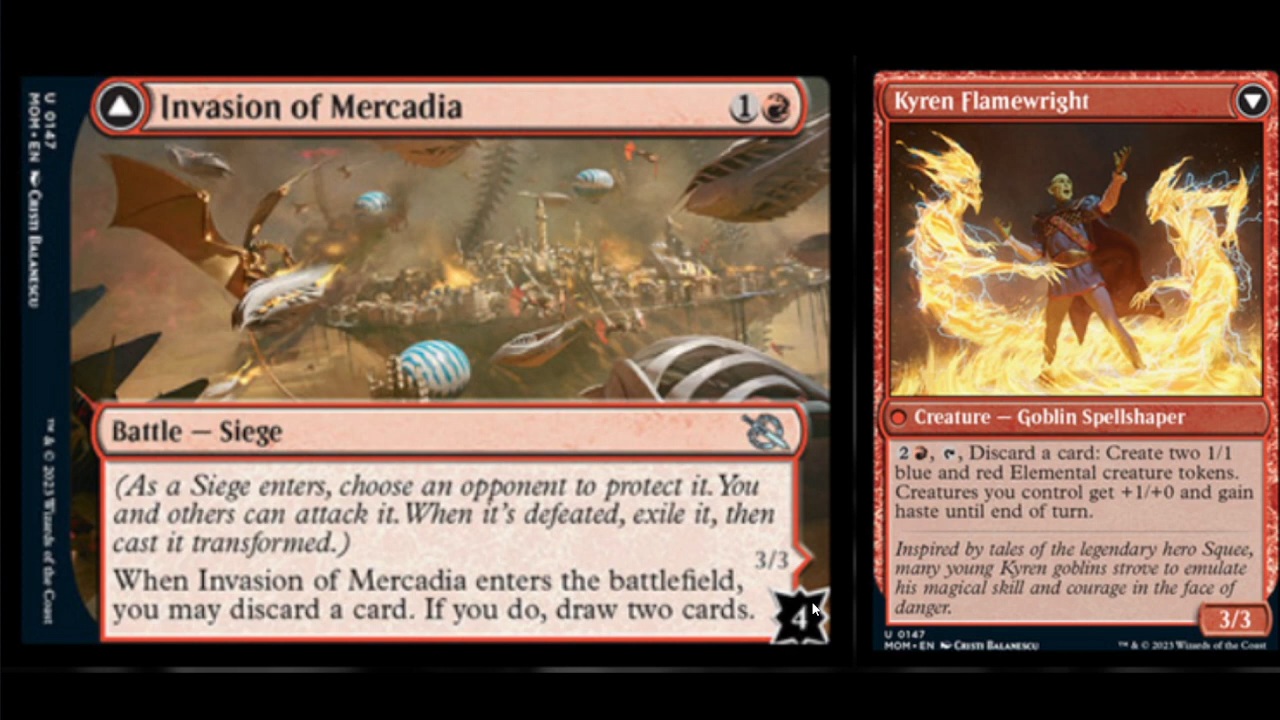 Invasion of Mercadia 1
Battle — Siege
(As a Siege enters, choose an opponent to protect it. You
and others can attack it. When it's defeated, exile it, then
cast it transformed.)
3/3
When Invasion of Mercadia enters the battlefield,
you may discard a card. If you do, draw two cards.
4
U 0147
MOM • EN CRISTI BALANESCU
™ & © 2023 Wizards of the Coast
Kyren Flamewright
Creature — Goblin Spellshaper
2 , , Discard a card: Create two 1/1
blue and red Elemental creature tokens.
Creatures you control get +1/+0 and gain
haste until end of turn.
Inspired by tales of the legendary hero Squee,
many young Kyren goblins strove to emulate
his magical skill and courage in the face of
danger.
3/3
U 0147
MOM • EN CRISTI BALANESCU
™ & © 2023 Wizards of the Coast